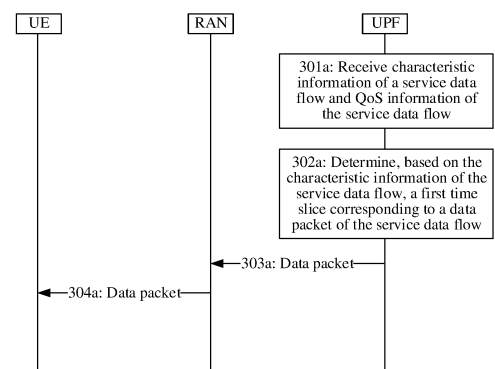 UE
RAN
UPF
301a: Receive characteristic
information of a service data
flow and QoS information of
the service data flow
302a: Determine, based on the
characteristic information of the
service data flow, a first time
slice corresponding to a data
packet of the service data flow
303a: Data packet
304a: Data packet